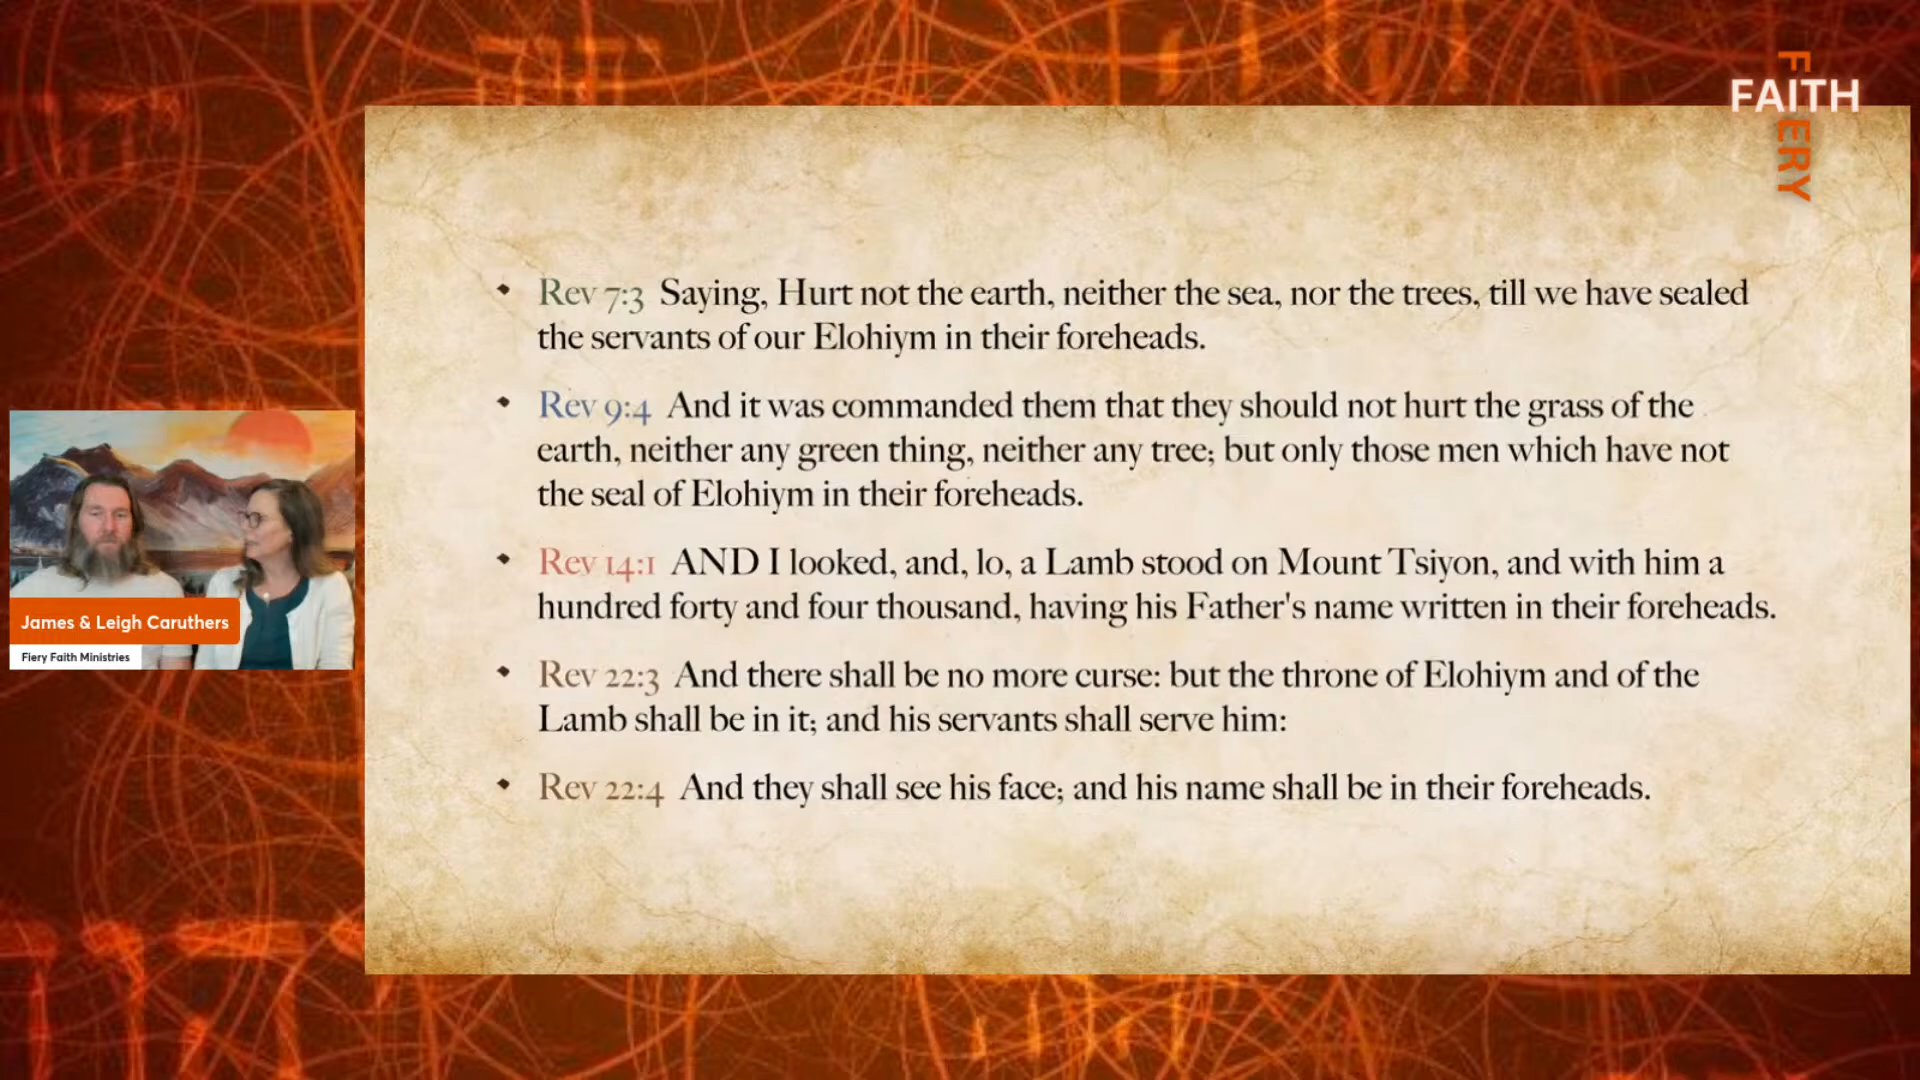 FIERY
FAITH
• Rev 7:3 Saying, Hurt not the earth, neither the sea, nor the trees, till we have sealed
the servants of our Elohiym in their foreheads.
• Rev 9:4 And it was commanded them that they should not hurt the grass of the
earth, neither any green thing, neither any tree; but only those men which have not
the seal of Elohiym in their foreheads.
• Rev 14:1 AND I looked, and, lo, a Lamb stood on Mount Tsiyon, and with him a
hundred forty and four thousand, having his Father's name written in their foreheads.
• Rev 22:3 And there shall be no more curse: but the throne of Elohiym and of the
Lamb shall be in it; and his servants shall serve him:
• Rev 22:4 And they shall see his face; and his name shall be in their foreheads.
James & Leigh Caruthers
Fiery Faith Ministries